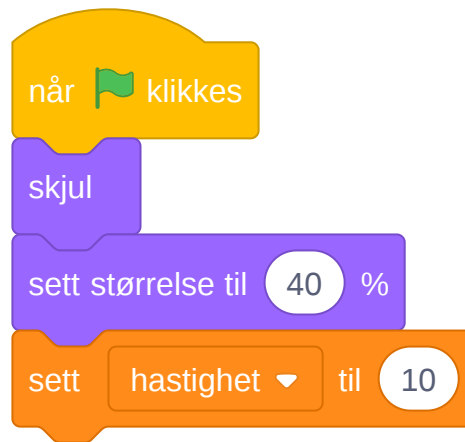 når klikkes
skjul
sett størrelse til 40 %
sett hastighet til 10